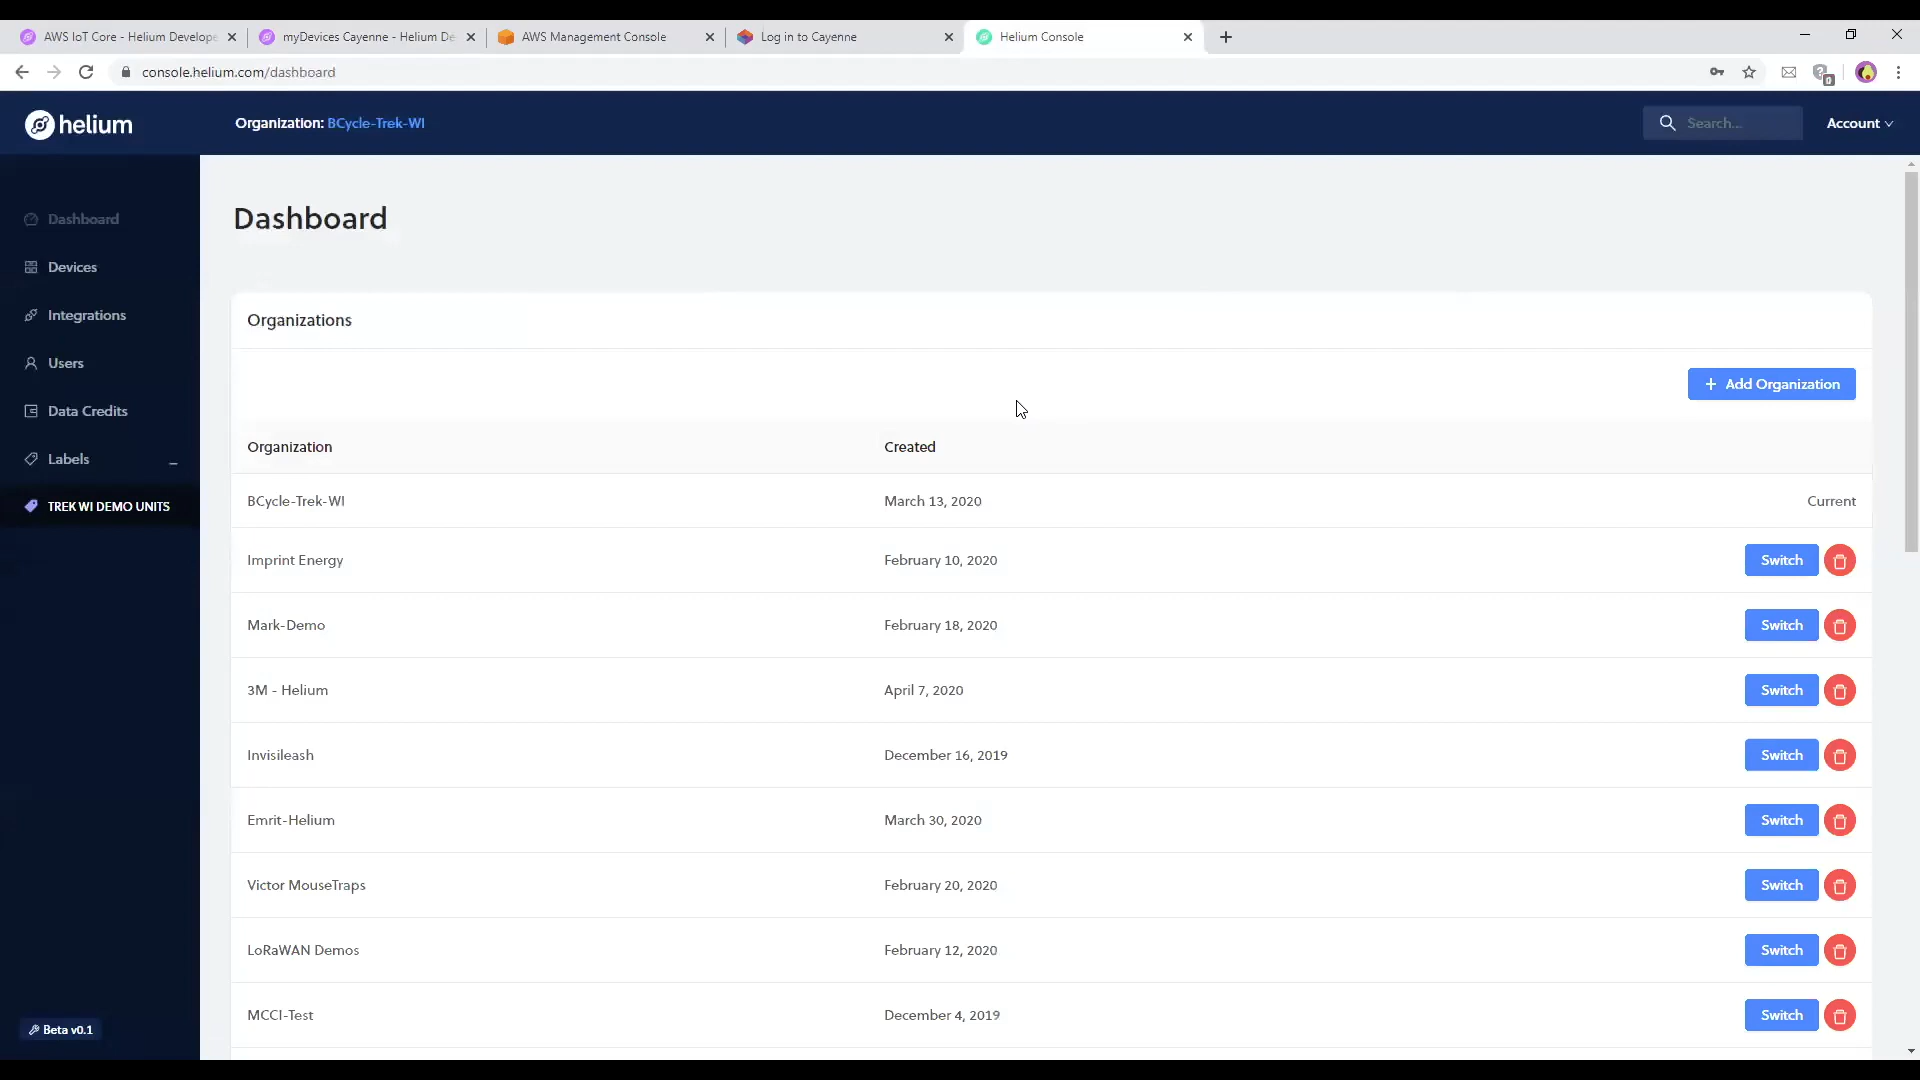 AWS IoT Core - Helium Develope
myDevices Cayenne - Helium De
AWS Management Console
Log in to Cayenne
Helium Console
console.helium.com/dashboard
0
helium
Organization: BCycle-Trek-WI
Search...
Account
Dashboard
Devices
Integrations
Users
Data Credits
Labels
TREK WI DEMO UNITS
Beta v0.1
Dashboard
Organizations
+ Add Organization
Organization Created
BCycle-Trek-WI March 13, 2020 Current
Imprint Energy February 10, 2020 Switch
Mark-Demo February 18, 2020 Switch
3M - Helium April 7, 2020 Switch
Invisileash December 16, 2019 Switch
Emrit-Helium March 30, 2020 Switch
Victor MouseTraps February 20, 2020 Switch
LoRaWAN Demos February 12, 2020 Switch
MCCI-Test December 4, 2019 Switch